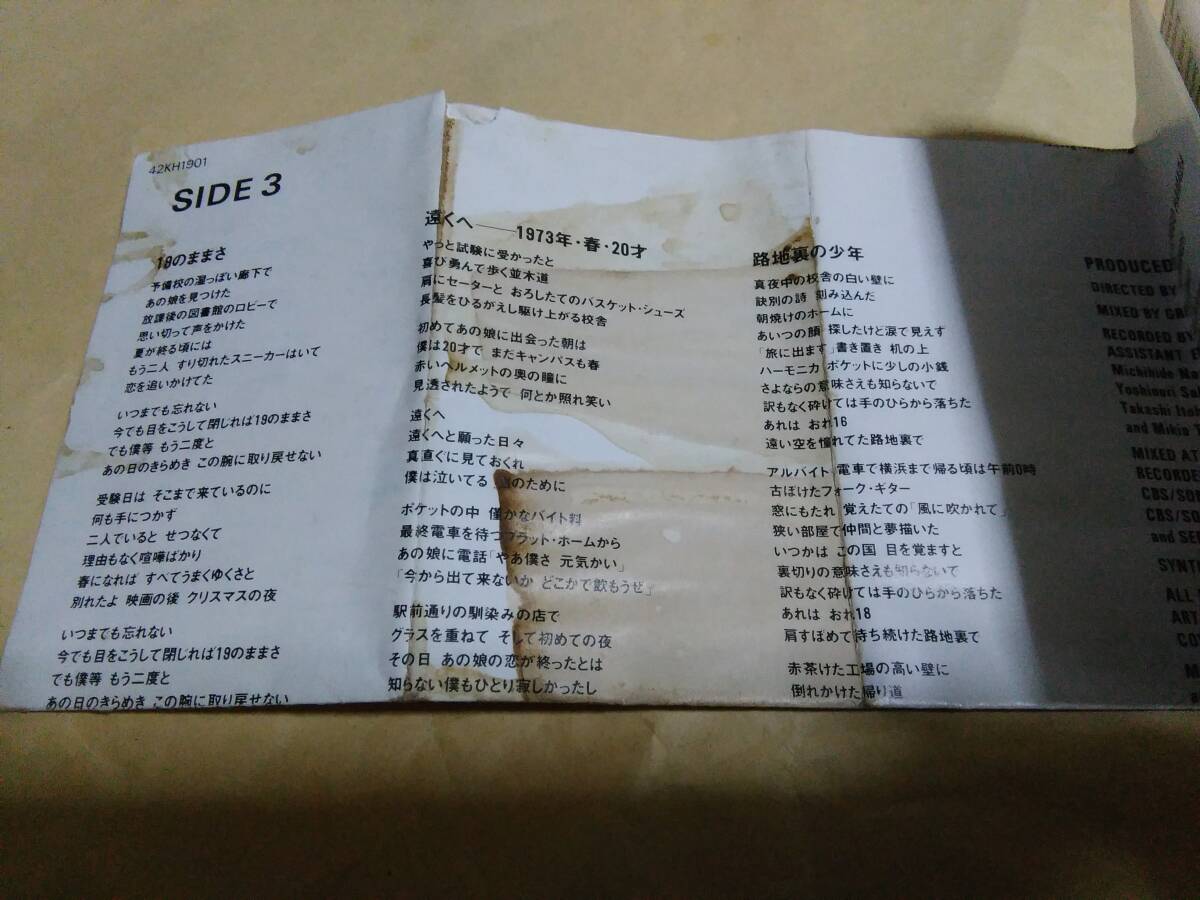 42KH1901
SIDE 3
19のままさ
予備校の湿っぽい廊下で
あの娘を見つけた
放課後の図書館のロビーで
思い切って声をかけた
夏が終る頃には
もう二人 すり切れたスニーカーはいて
恋を追いかけてた
いつまでも忘れない
今でも目をこうして閉じれば19のままさ
でも僕等 もう二度と
あの日のきらめき この腕に取り戻せない
受験日は そこまで来ているのに
何も手につかず
二人でいると せつなくて
理由もなく喧嘩ばかり
春になれば すべてうまくゆくさと
別れたよ 映画の後 クリスマスの夜
いつまでも忘れない
今でも目をこうして閉じれば19のままさ
でも僕等 もう二度と
あの日のきらめき この腕に取り戻せない
遠くへ——1973年・春・20才
やっと試験に受かったと
喜び勇んで歩く並木道
肩にセーターと おろしたてのバスケット・シューズ
長髪をひるがえし駆け上がる校舎
初めてあの娘に出会った朝は
僕は20才で まだキャンパスも春
赤いヘルメットの奥の瞳に
見透されたようで 何とか照れ笑い
遠くへ
遠くへと願った日々
真直ぐに見ておくれ
僕は泣いてる のために
ポケットの中 僅かなバイト料
最終電車を待つプラット・ホームから
あの娘に電話「やあ僕さ 元気かい」
「今から出て来ないか どこかで飲もうぜ」
駅前通りの馴染みの店で
グラスを重ねて そして初めての夜
その日 あの娘の恋が終ったとは
知らない僕もひとり寂しかったし
路地裏の少年
真夜中の校舎の白い壁に
訣別の詩 刻み込んだ
朝焼けのホームに
あいつの顔 探したけど涙で見えず
「旅に出ます」書き置き 机の上
ハーモニカ ポケットに少しの小銭
さよならの意味さえも知らないで
訳もなく砕けては手のひらから落ちた
あれは おれ16
遠い空を憧れてた路地裏で
アルバイト 電車で横浜まで帰る頃は午前0時
古ぼけたフォーク・ギター
窓にもたれ 覚えたての「風に吹かれて」
狭い部屋で仲間と夢描いた
いつかは この国 目を覚ますと
裏切りの意味さえも知らないで
訳もなく砕けては手のひらから落ちた
あれは おれ18
肩すぼめて待ち続けた路地裏で
赤茶けた工場の高い壁に
倒れかけた帰り道
PRODUCED
DIRECTED BY
MIXED BY
RECORDED BY
ASSISTANT
Michihide
Yoshinori
Takashi
and Mikio
MIXED AT
RECORDE
CBS/SO
CBS/SO
and SE
SYNT
ALL
ART
CO